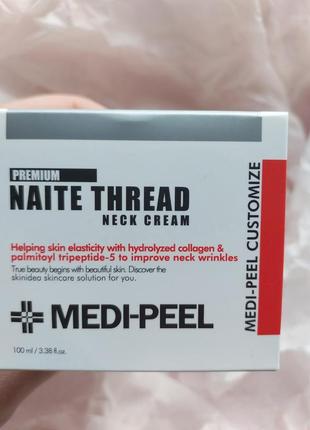 PREMIUM
NAITE THREAD
NECK CREAM
Helping skin elasticity with hydrolyzed collagen &
palmitoyl tripeptide-5 to improve neck wrinkles
True beauty begins with beautiful skin. Discover the
skinidea skincare solution for you.
MEDI-PEEL
100 ml / 3.38 fl.oz.
MEDI-PEEL CUSTOMIZE